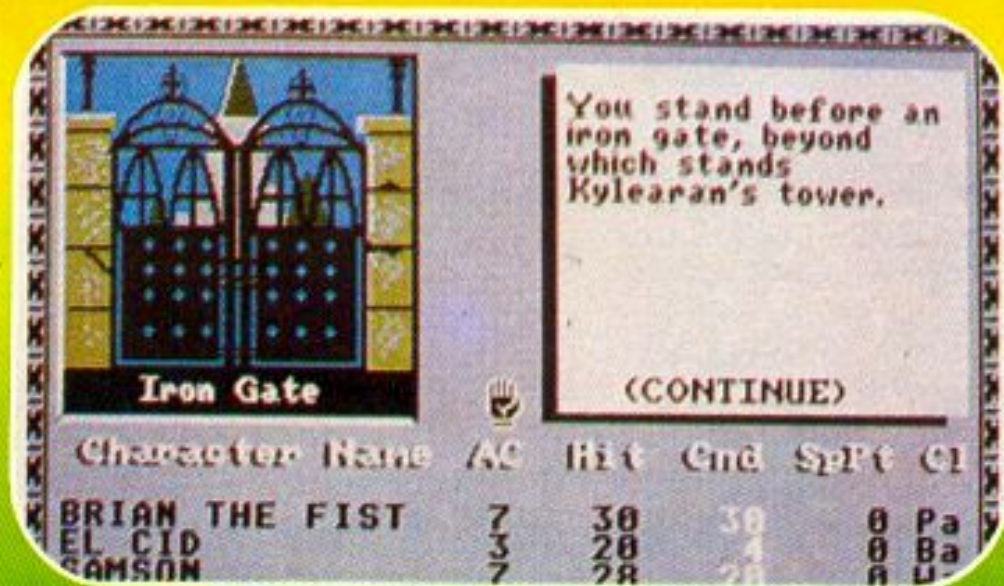 You stand before an
iron gate, beyond
which stands
Kylearan's tower.
(CONTINUE)
Iron Gate
Character Name AC Hit Cnd SpPt Cl
BRIAN THE FIST 7 30 30 0 Pa
EL CID 3 20 4 0 Ba
SAMSON 7 28 20 0